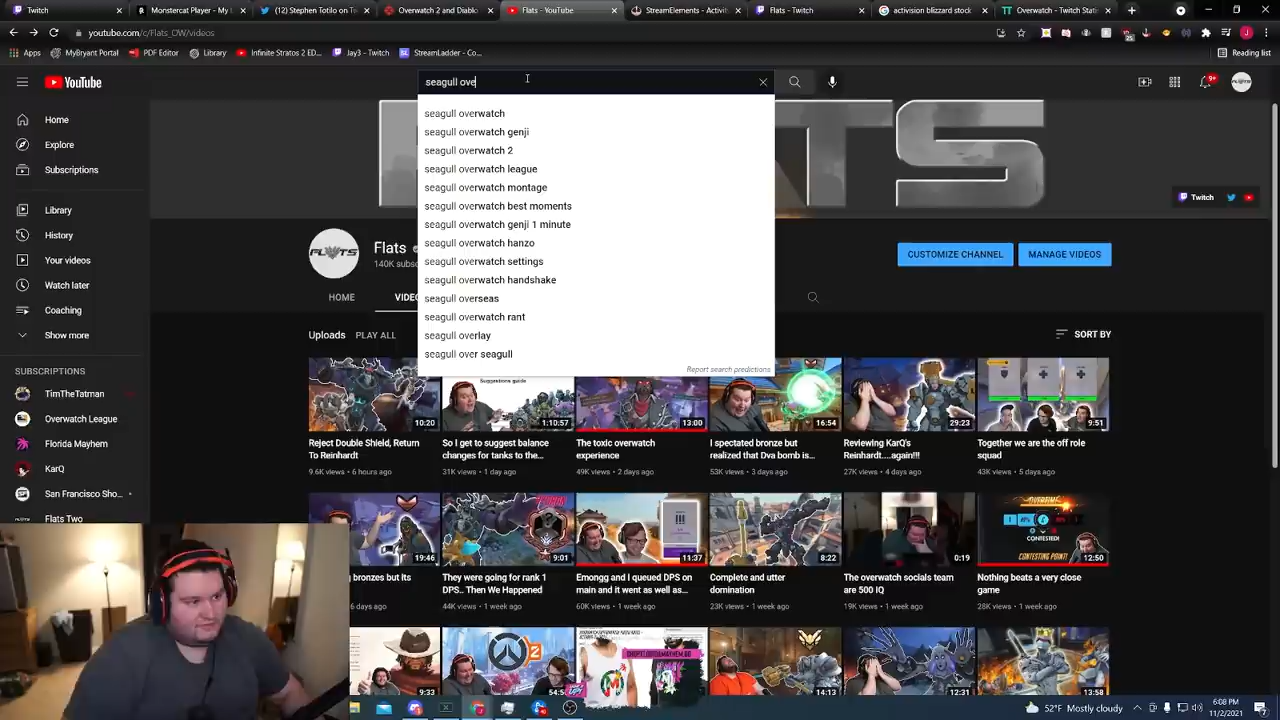 Twitch
Monstercat Player - My L
(12) Stephen Totilo on T
Overwatch 2 and Diablo
Flats - YouTube
StreamElements - Activi
Flats - Twitch
activision blizzard stock
Overwatch - Twitch Stati
youtube.com/c/Flats_OW/videos
Apps
MyBryant Portal
PDF Editor
Library
Infinite Stratos 2 ED...
Jay3 - Twitch
StreamLadder - Co...
Reading list
YouTube
seagull ove
9+
seagull overwatch
seagull overwatch genji
seagull overwatch 2
seagull overwatch league
seagull overwatch montage
seagull overwatch best moments
seagull overwatch genji 1 minute
seagull overwatch hanzo
seagull overwatch settings
seagull overwatch handshake
seagull overseas
seagull overwatch rant
seagull overlay
seagull over seagull
Report search predictions
Home
Explore
Subscriptions
Library
History
Your videos
Watch later
Coaching
Show more
SUBSCRIPTIONS
TimTheTatman
Overwatch League
Florida Mayhem
KarQ
San Francisco Sho...
Flats Two
Twitch
FLATS
Flats
140K subsc
CUSTOMIZE CHANNEL
MANAGE VIDEOS
HOME
VIDEO
Uploads
PLAY ALL
SORT BY
10:20
Suggestions guide
1:10:57
13:00
16:54
29:23
9:51
Reject Double Shield, Return
To Reinhardt
9.6K views • 6 hours ago
So I get to suggest balance
changes for tanks to the...
31K views • 1 day ago
The toxic overwatch
experience
49K views • 2 days ago
I spectated bronze but
realized that Dva bomb is...
53K views • 3 days ago
Reviewing KarQ's
Reinhardt....again!!!
27K views • 4 days ago
Together we are the off role
squad
43K views • 5 days ago
19:46
9:01
11:37
8:22
0:19
CONTESTED!
CONTESTING POINT!
12:50
bronzes but its
6 days ago
They were going for rank 1
DPS.. Then We Happened
44K views • 1 week ago
Emongg and I queued DPS on
main and it went as well as...
60K views • 1 week ago
Complete and utter
domination
23K views • 1 week ago
The overwatch socials team
are 500 IQ
19K views • 1 week ago
Nothing beats a very close
game
28K views • 1 week ago
9:33
2
54:5
14:13
12:31
13:58
52°F Mostly cloudy
6:08 PM
11/2/2021